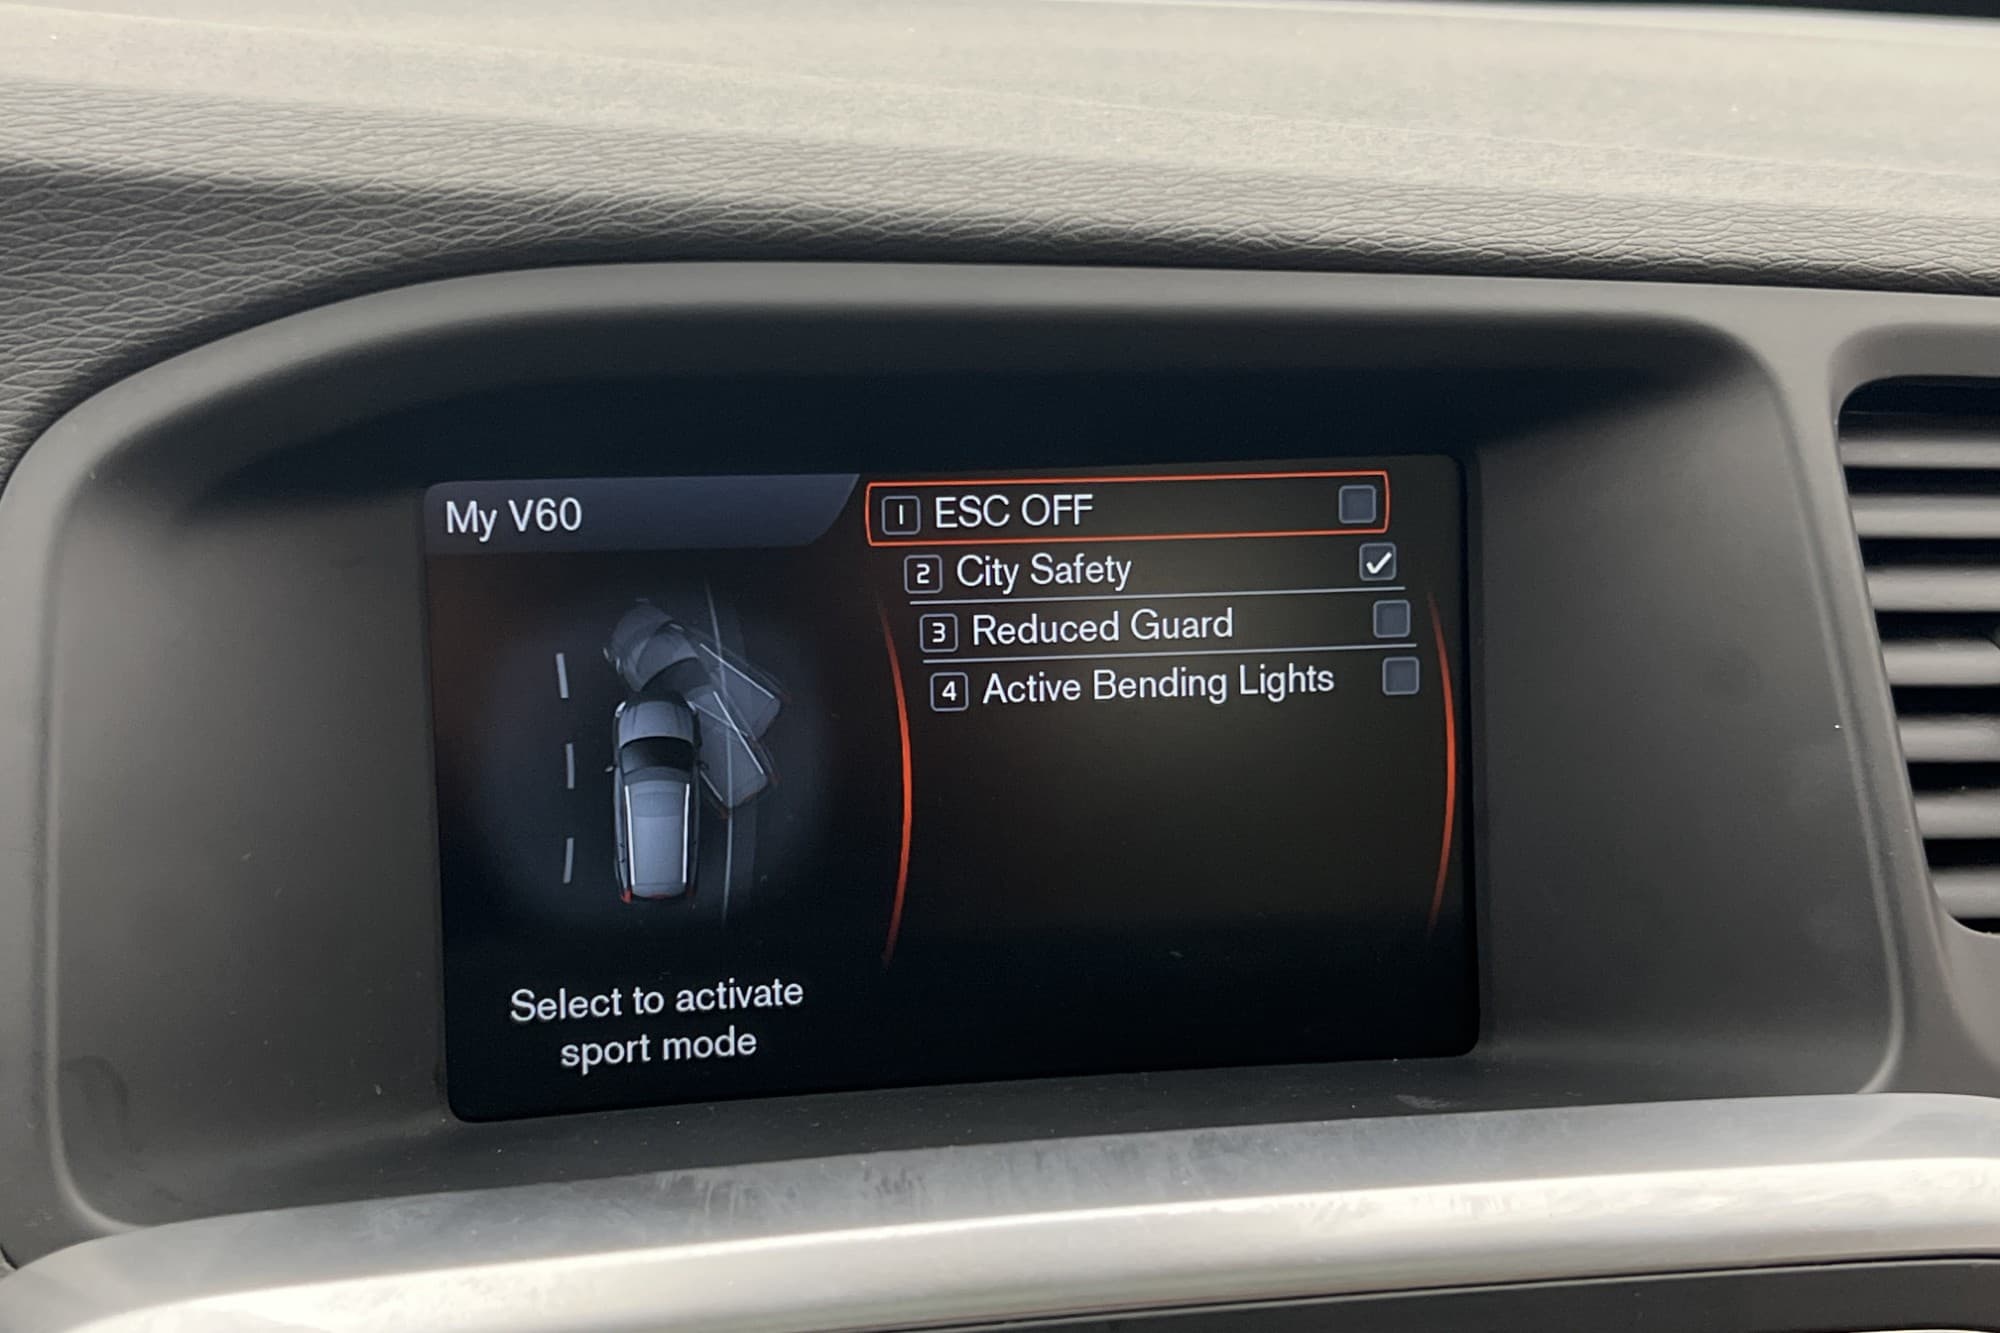 My V60
1 ESC OFF
2 City Safety
3 Reduced Guard
4 Active Bending Lights
Select to activate
sport mode